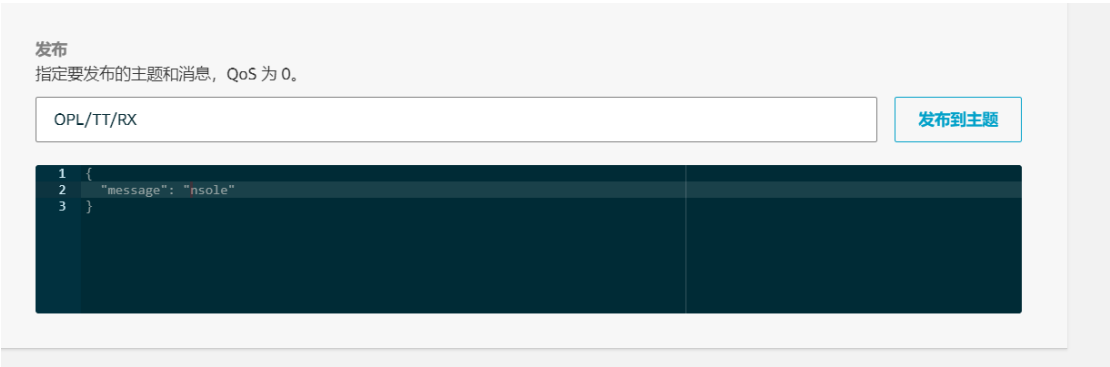 发布
指定要发布的主题和消息，QoS 为 0。
OPL/TT/RX
发布到主题
1 {
2 "message": "nsole"
3 }